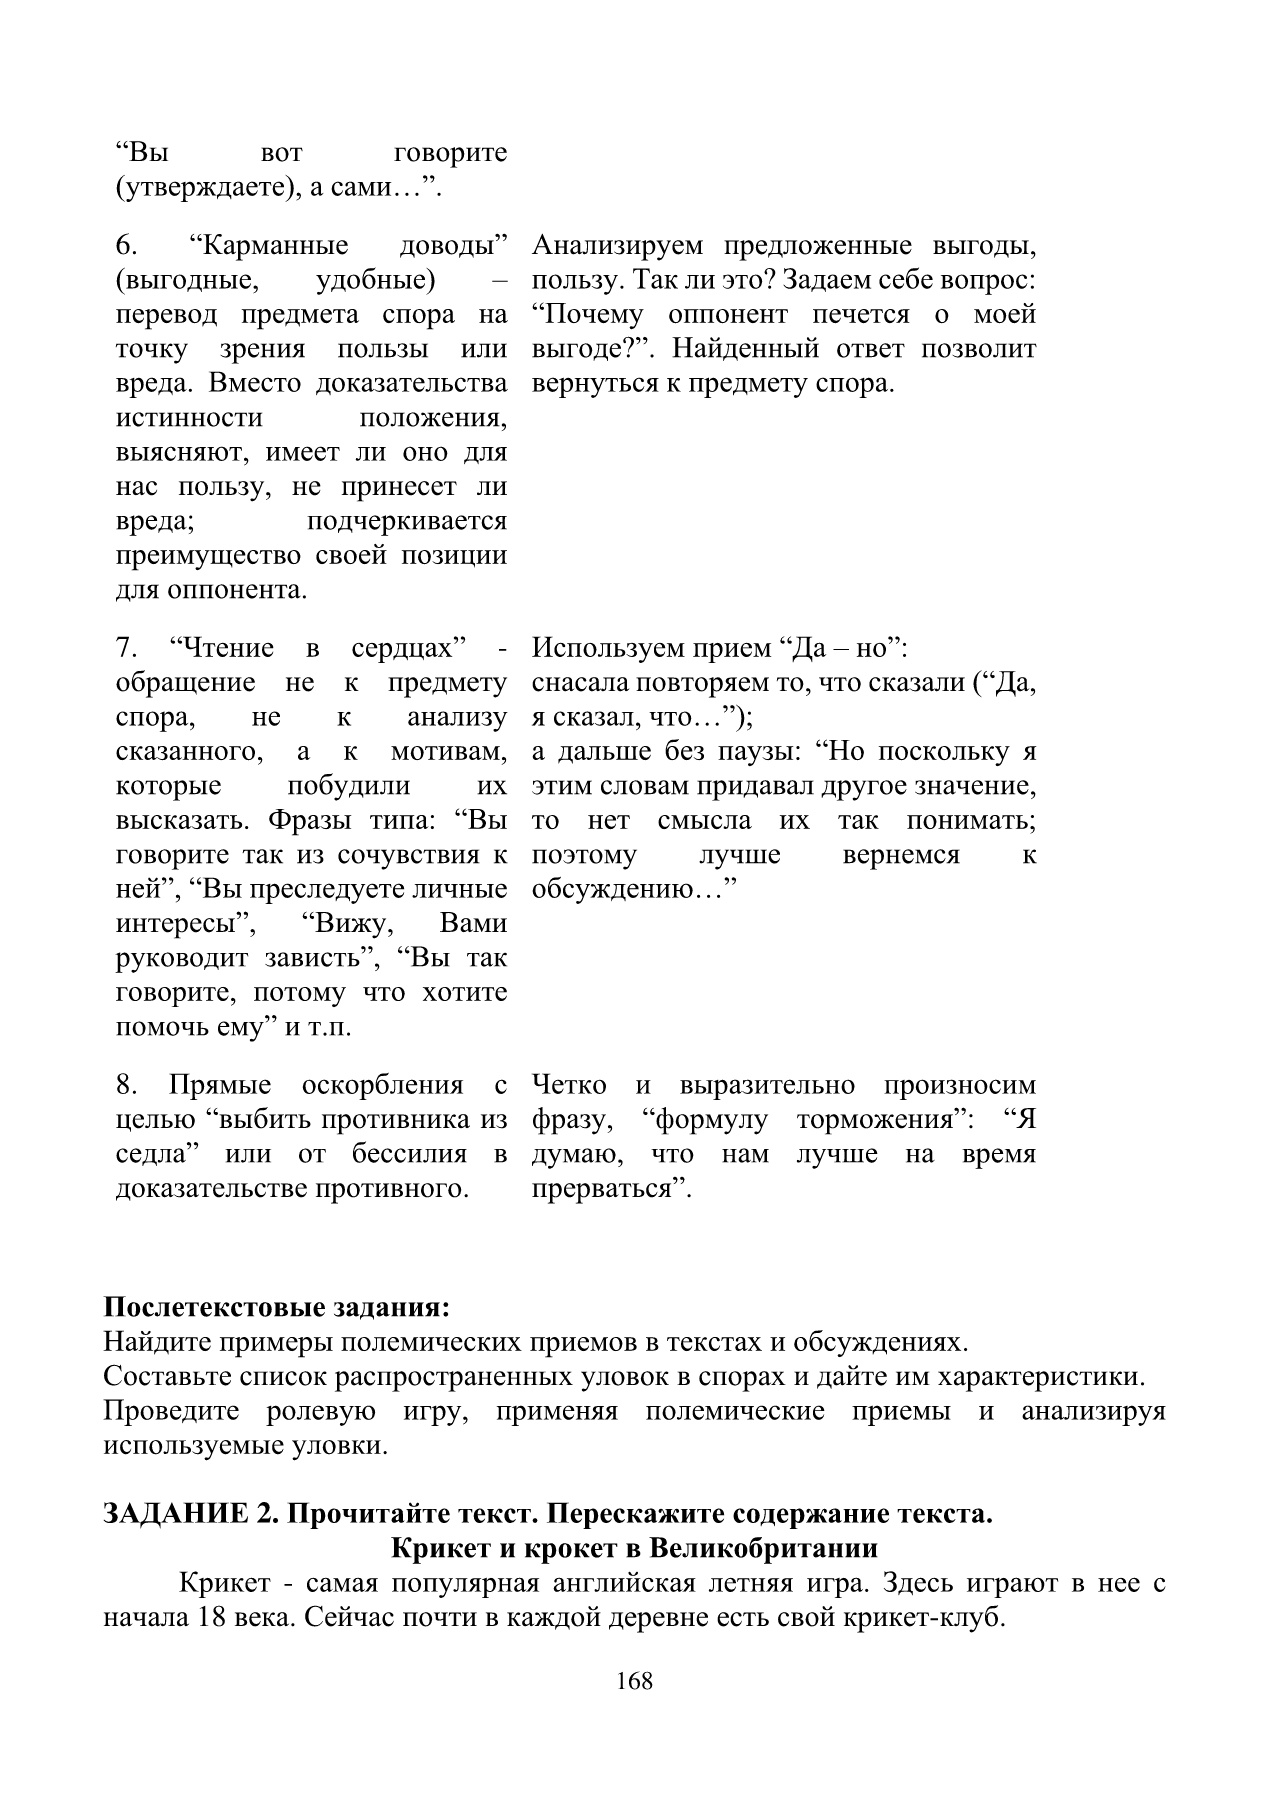 “Вы вот говорите
(утверждаете), а сами…”.
6. “Карманные доводы”
(выгодные, удобные) –
перевод предмета спора на
точку зрения пользы или
вреда. Вместо доказательства
истинности положения,
выясняют, имеет ли оно для
нас пользу, не принесет ли
вреда; подчеркивается
преимущество своей позиции
для оппонента.
Анализируем предложенные выгоды,
пользу. Так ли это? Задаем себе вопрос:
“Почему оппонент печется о моей
выгоде?”. Найденный ответ позволит
вернуться к предмету спора.
7. “Чтение в сердцах” -
обращение не к предмету
спора, не к анализу
сказанного, а к мотивам,
которые побудили их
высказать. Фразы типа: “Вы
говорите так из сочувствия к
ней”, “Вы преследуете личные
интересы”, “Вижу, Вами
руководит зависть”, “Вы так
говорите, потому что хотите
помочь ему” и т.п.
Используем прием “Да – но”:
снасала повторяем то, что сказали (“Да,
я сказал, что…”);
а дальше без паузы: “Но поскольку я
этим словам придавал другое значение,
то нет смысла их так понимать;
поэтому лучше вернемся к
обсуждению…”
8. Прямые оскорбления с
целью “выбить противника из
седла” или от бессилия в
доказательстве противного.
Четко и выразительно произносим
фразу, “формулу торможения”: “Я
думаю, что нам лучше на время
прерваться”.
Послетекстовые задания:
Найдите примеры полемических приемов в текстах и обсуждениях.
Составьте список распространенных уловок в спорах и дайте им характеристики.
Проведите ролевую игру, применяя полемические приемы и анализируя
используемые уловки.
ЗАДАНИЕ 2. Прочитайте текст. Перескажите содержание текста.
Крикет и крокет в Великобритании
Крикет - самая популярная английская летняя игра. Здесь играют в нее с
начала 18 века. Сейчас почти в каждой деревне есть свой крикет-клуб.
168